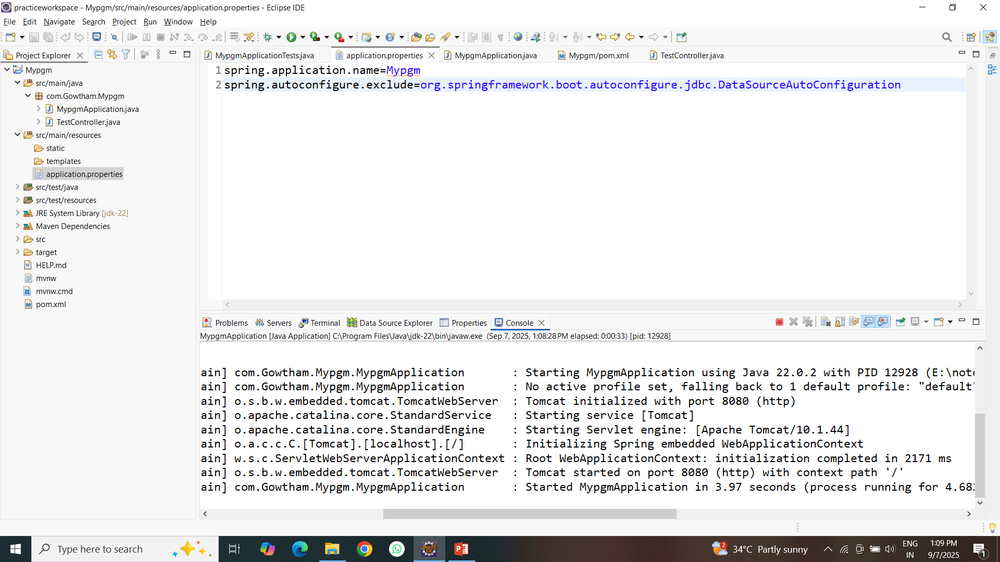 practiceworkspace - Mypgm/src/main/resources/application.properties - Eclipse IDE
File Edit Navigate Search Project Run Window Help
Project Explorer
Mypgm
src/main/java
com.Gowtham.Mypgm
MypgmApplication.java
TestController.java
src/main/resources
static
templates
application.properties
src/test/java
src/test/resources
JRE System Library [jdk-22]
Maven Dependencies
src
target
HELP.md
mvnw
mvnw.cmd
pom.xml
MypgmApplicationTests.java application.properties MypgmApplication.java Mypgm/pom.xml TestController.java
1 spring.application.name=Mypgm
2 spring.autoconfigure.exclude=org.springframework.boot.autoconfigure.jdbc.DataSourceAutoConfiguration
Problems Servers Terminal Data Source Explorer Properties Console
MypgmApplication [Java Application] C:\Program Files\Java\jdk-22\bin\javaw.exe (Sep 7, 2025, 1:08:28 PM elapsed: 0:00:33) [pid: 12928]
ain] com.Gowtham.Mypgm.MypgmApplication : Starting MypgmApplication using Java 22.0.2 with PID 12928 (E:\note
ain] com.Gowtham.Mypgm.MypgmApplication : No active profile set, falling back to 1 default profile: "default"
ain] o.s.b.w.embedded.tomcat.TomcatWebServer : Tomcat initialized with port 8080 (http)
ain] o.apache.catalina.core.StandardService : Starting service [Tomcat]
ain] o.apache.catalina.core.StandardEngine : Starting Servlet engine: [Apache Tomcat/10.1.44]
ain] o.a.c.c.C.[Tomcat].[localhost].[/] : Initializing Spring embedded WebApplicationContext
ain] w.s.c.ServletWebServerApplicationContext : Root WebApplicationContext: initialization completed in 2171 ms
ain] o.s.b.w.embedded.tomcat.TomcatWebServer : Tomcat started on port 8080 (http) with context path '/'
ain] com.Gowtham.Mypgm.MypgmApplication : Started MypgmApplication in 3.97 seconds (process running for 4.682
Type here to search
2
34°C Partly sunny
ENG
IN
1:09 PM
9/7/2025
1